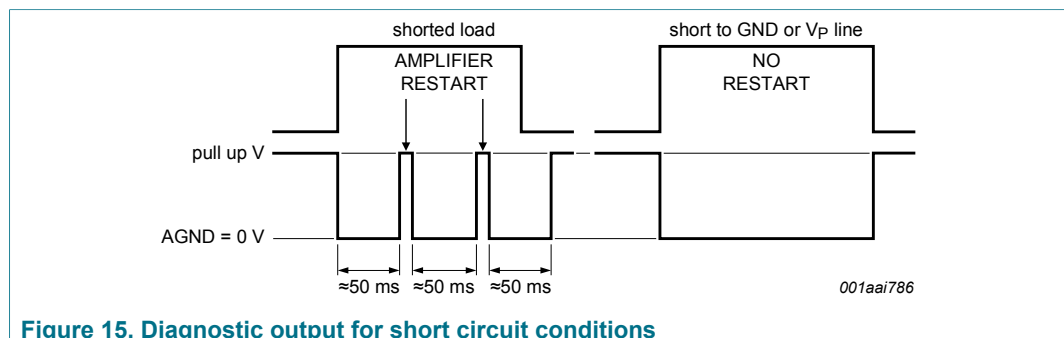 shorted load
short to GND or VP line
AMPLIFIER
RESTART
NO
RESTART
pull up V
AGND = 0 V
≈50 ms ≈50 ms ≈50 ms
001aai786
Figure 15. Diagnostic output for short circuit conditions